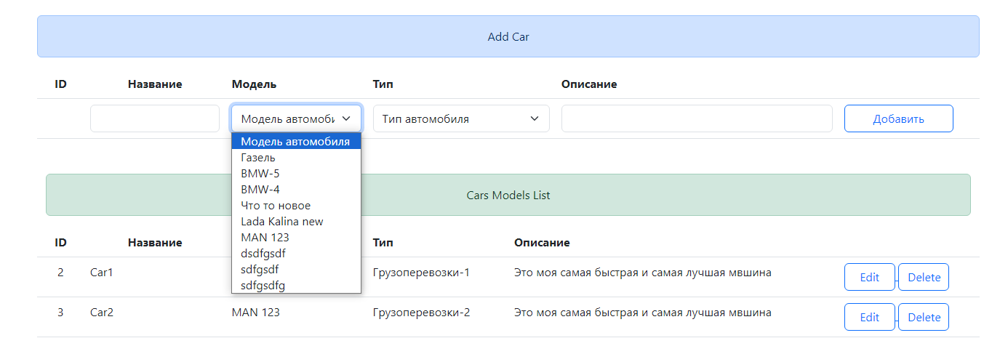 Add Car
ID Название Модель Тип Описание
Модель автомоби Тип автомобиля Добавить
Модель автомобиля
Газель
BMW-5
BMW-4
Что то новое
Lada Kalina new
MAN 123
dsdfgsdf
sdfgsdf
sdfgsdfg
Cars Models List
ID Название Тип Описание
2 Car1 Грузоперевозки-1 Это моя самая быстрая и самая лучшая мвшина Edit Delete
3 Car2 MAN 123 Грузоперевозки-2 Это моя самая быстрая и самая лучшая мвшина Edit Delete